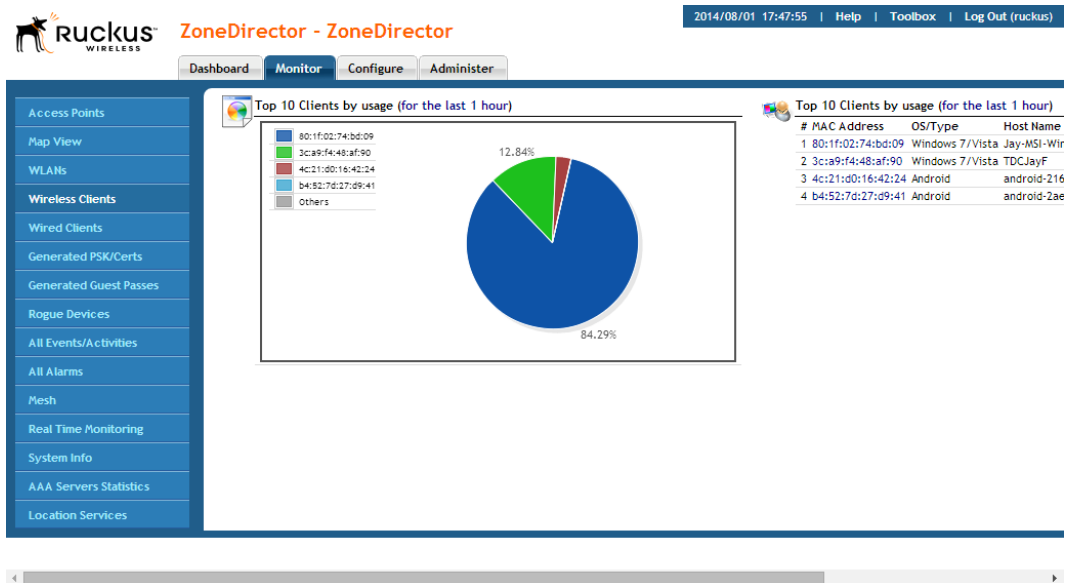 2014/08/01 17:47:55 | Help | Toolbox | Log Out (ruckus)
RUCKUS
WIRELESS
ZoneDirector - ZoneDirector
Dashboard Monitor Configure Administer
Access Points
Map View
WLANs
Wireless Clients
Wired Clients
Generated PSK/Certs
Generated Guest Passes
Rogue Devices
All Events/Activities
All Alarms
Mesh
Real Time Monitoring
System Info
AAA Servers Statistics
Location Services
Top 10 Clients by usage (for the last 1 hour)
80:1f:02:74:bd:09
3c:a9:f4:48:af:90
4c:21:d0:16:42:24
b4:52:7d:27:d9:41
Others
12.84%
84.29%
Top 10 Clients by usage (for the last 1 hour)
# MAC Address OS/Type Host Name
1 80:1f:02:74:bd:09 Windows 7/Vista Jay-MSI-Wir
2 3c:a9:f4:48:af:90 Windows 7/Vista TDCJayF
3 4c:21:d0:16:42:24 Android android-216
4 b4:52:7d:27:d9:41 Android android-2ae